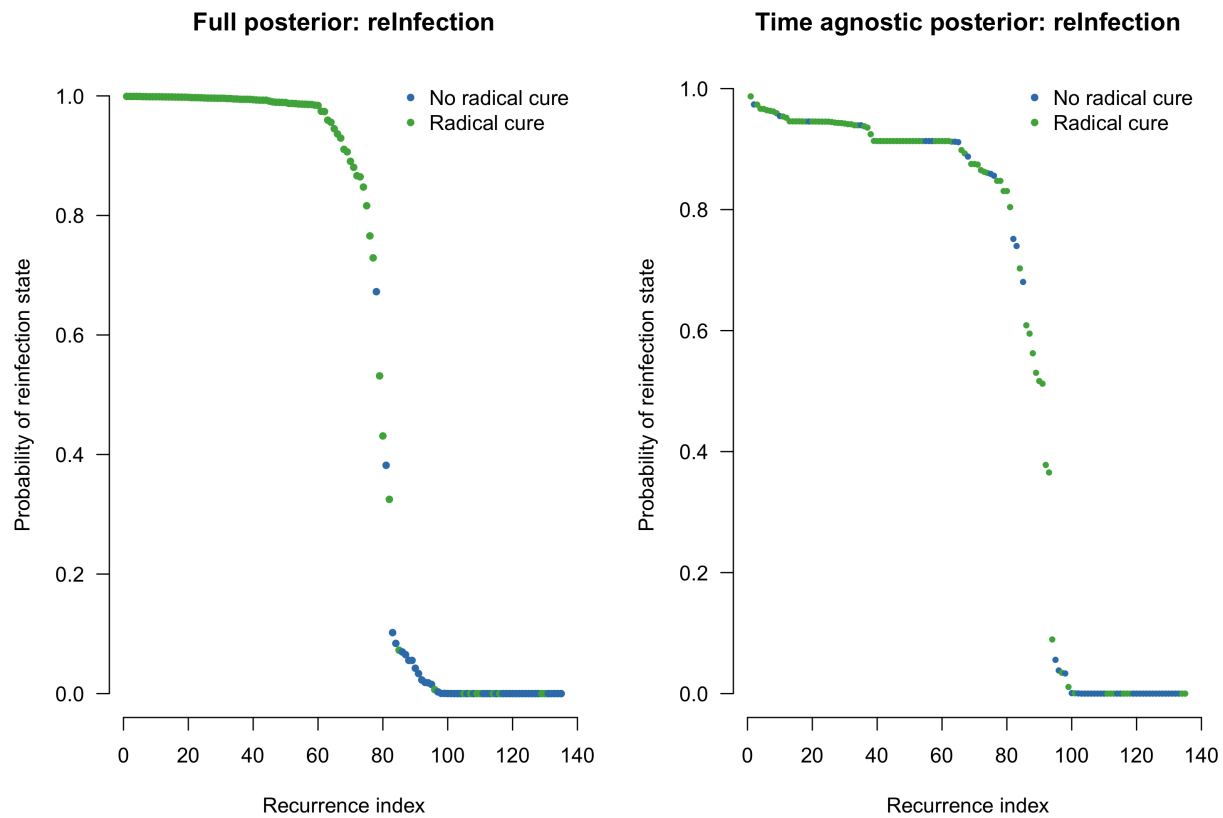 Full posterior: reInfection
No radical cure
Radical cure
Probability of reinfection state
1.0
0.8
0.6
0.4
0.2
0.0
0 20 40 60 80 100 120 140
Recurrence index
Time agnostic posterior: reInfection
No radical cure
Radical cure
Probability of reinfection state
1.0
0.8
0.6
0.4
0.2
0.0
0 20 40 60 80 100 120 140
Recurrence index